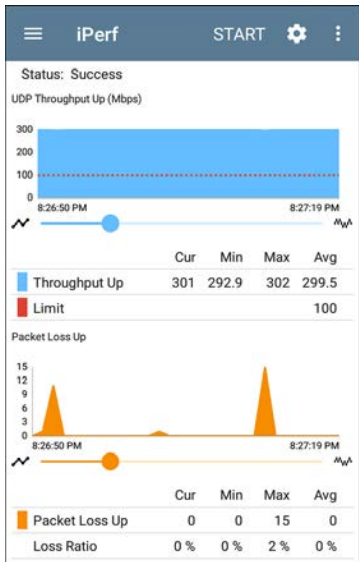 iPerf START
Status: Success
UDP Throughput Up (Mbps)
300
200
100
0
8:26:50 PM 8:27:19 PM
Cur Min Max Avg
Throughput Up 301 292.9 302 299.5
Limit 100
Packet Loss Up
15
12
9
6
3
0
8:26:50 PM 8:27:19 PM
Cur Min Max Avg
Packet Loss Up 0 0 15 0
Loss Ratio 0 % 0 % 2 % 0 %